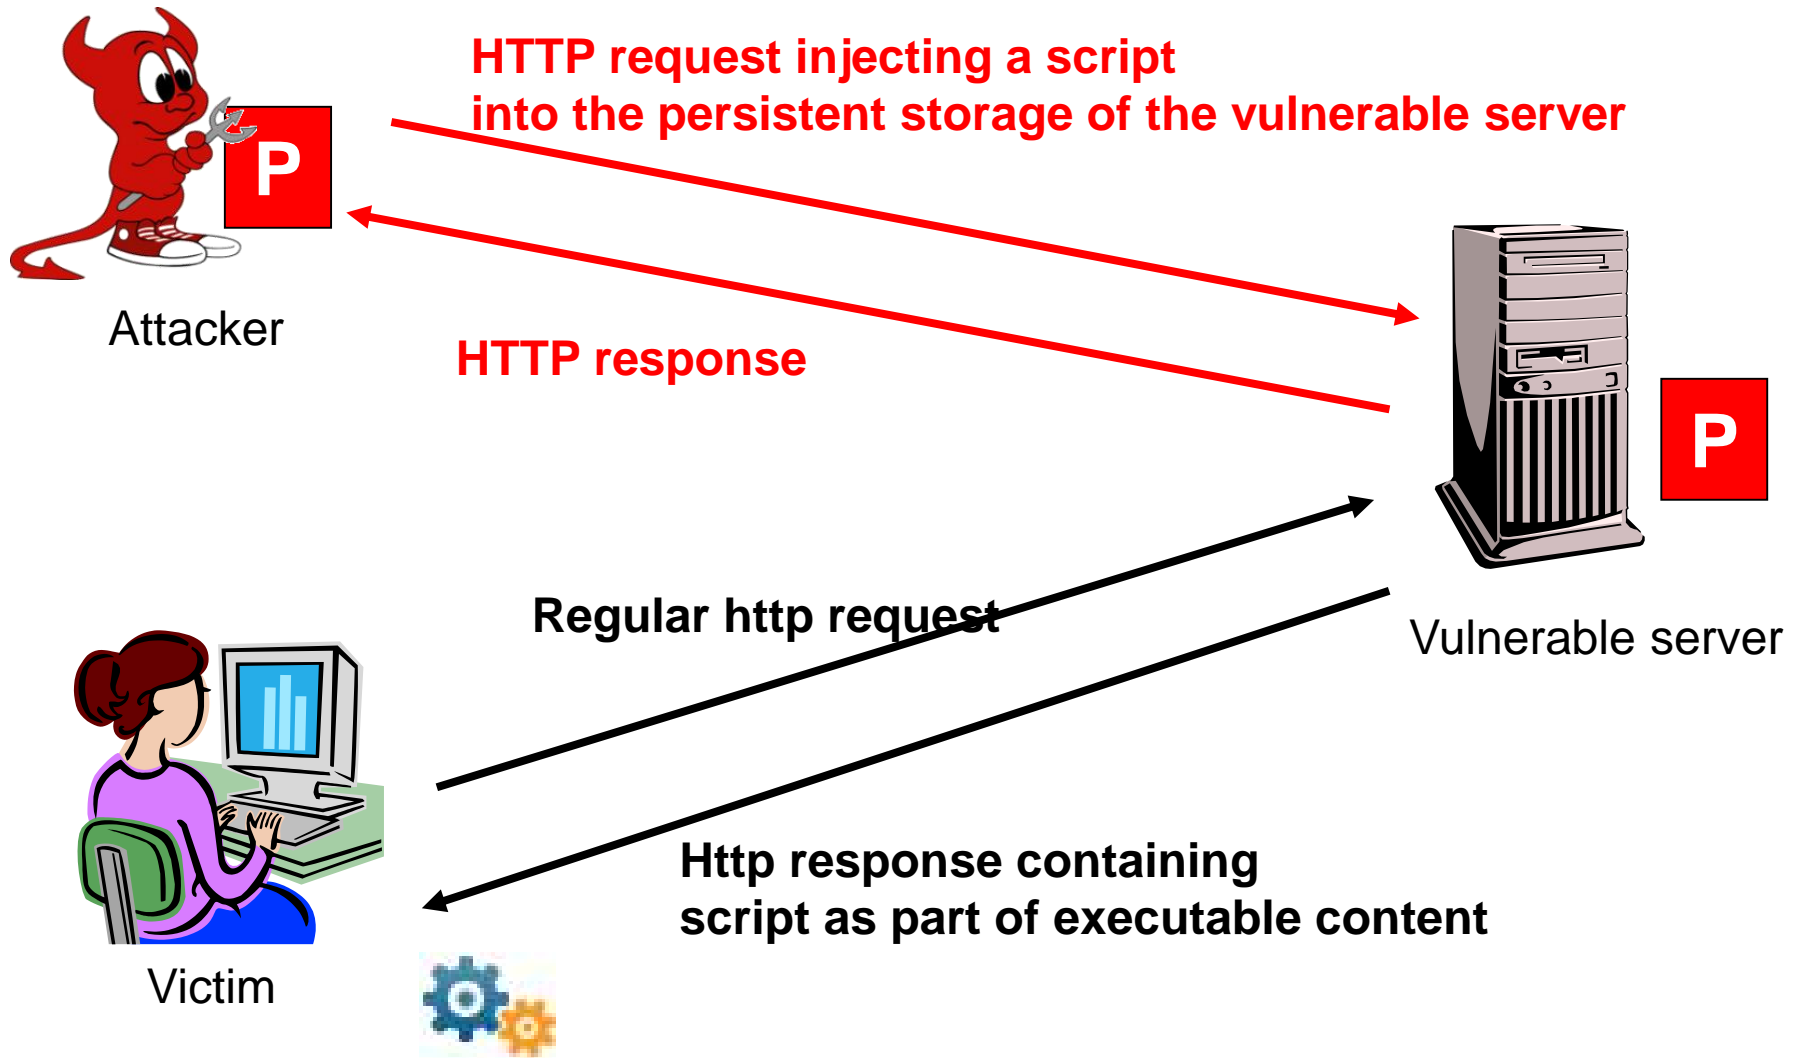 HTTP request injecting a script
into the persistent storage of the vulnerable server
P
Attacker
HTTP response
P
Regular http request
Vulnerable server
Http response containing
script as part of executable content
Victim